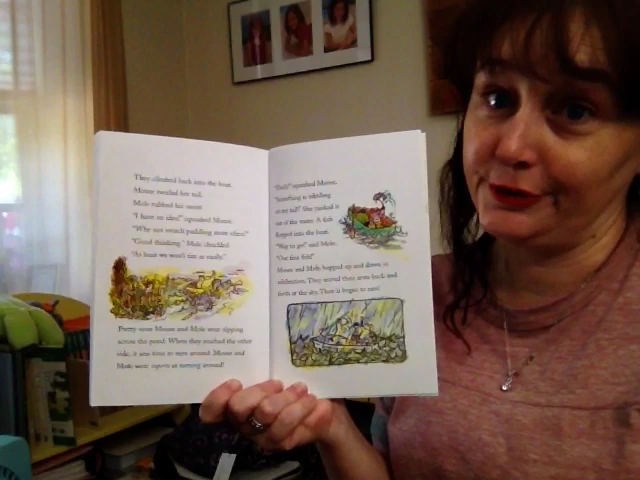 They climbed back into the boat.
Mouse twirled her tail.
Mole rubbed his snout.
"I have an idea!" squeaked Mouse.
"Why not switch paddling more often?"
"Good thinking." Mole chuckled.
"At least we won't tire as easily."
Pretty soon Mouse and Mole were zipping
across the pond. When they reached the other
side, it was time to turn around. Mouse and
Mole were experts at turning around!
squeaked Mouse.
"Something is nibbling
at my tail!" She yanked it
out of the water. A fish
flopped into the boat.
"Way to go!" said Mole.
"Our first fish!"
Mouse and Mole hopped up and down in
celebration. They waved their arms back and
forth at the sky. Then it began to rain!